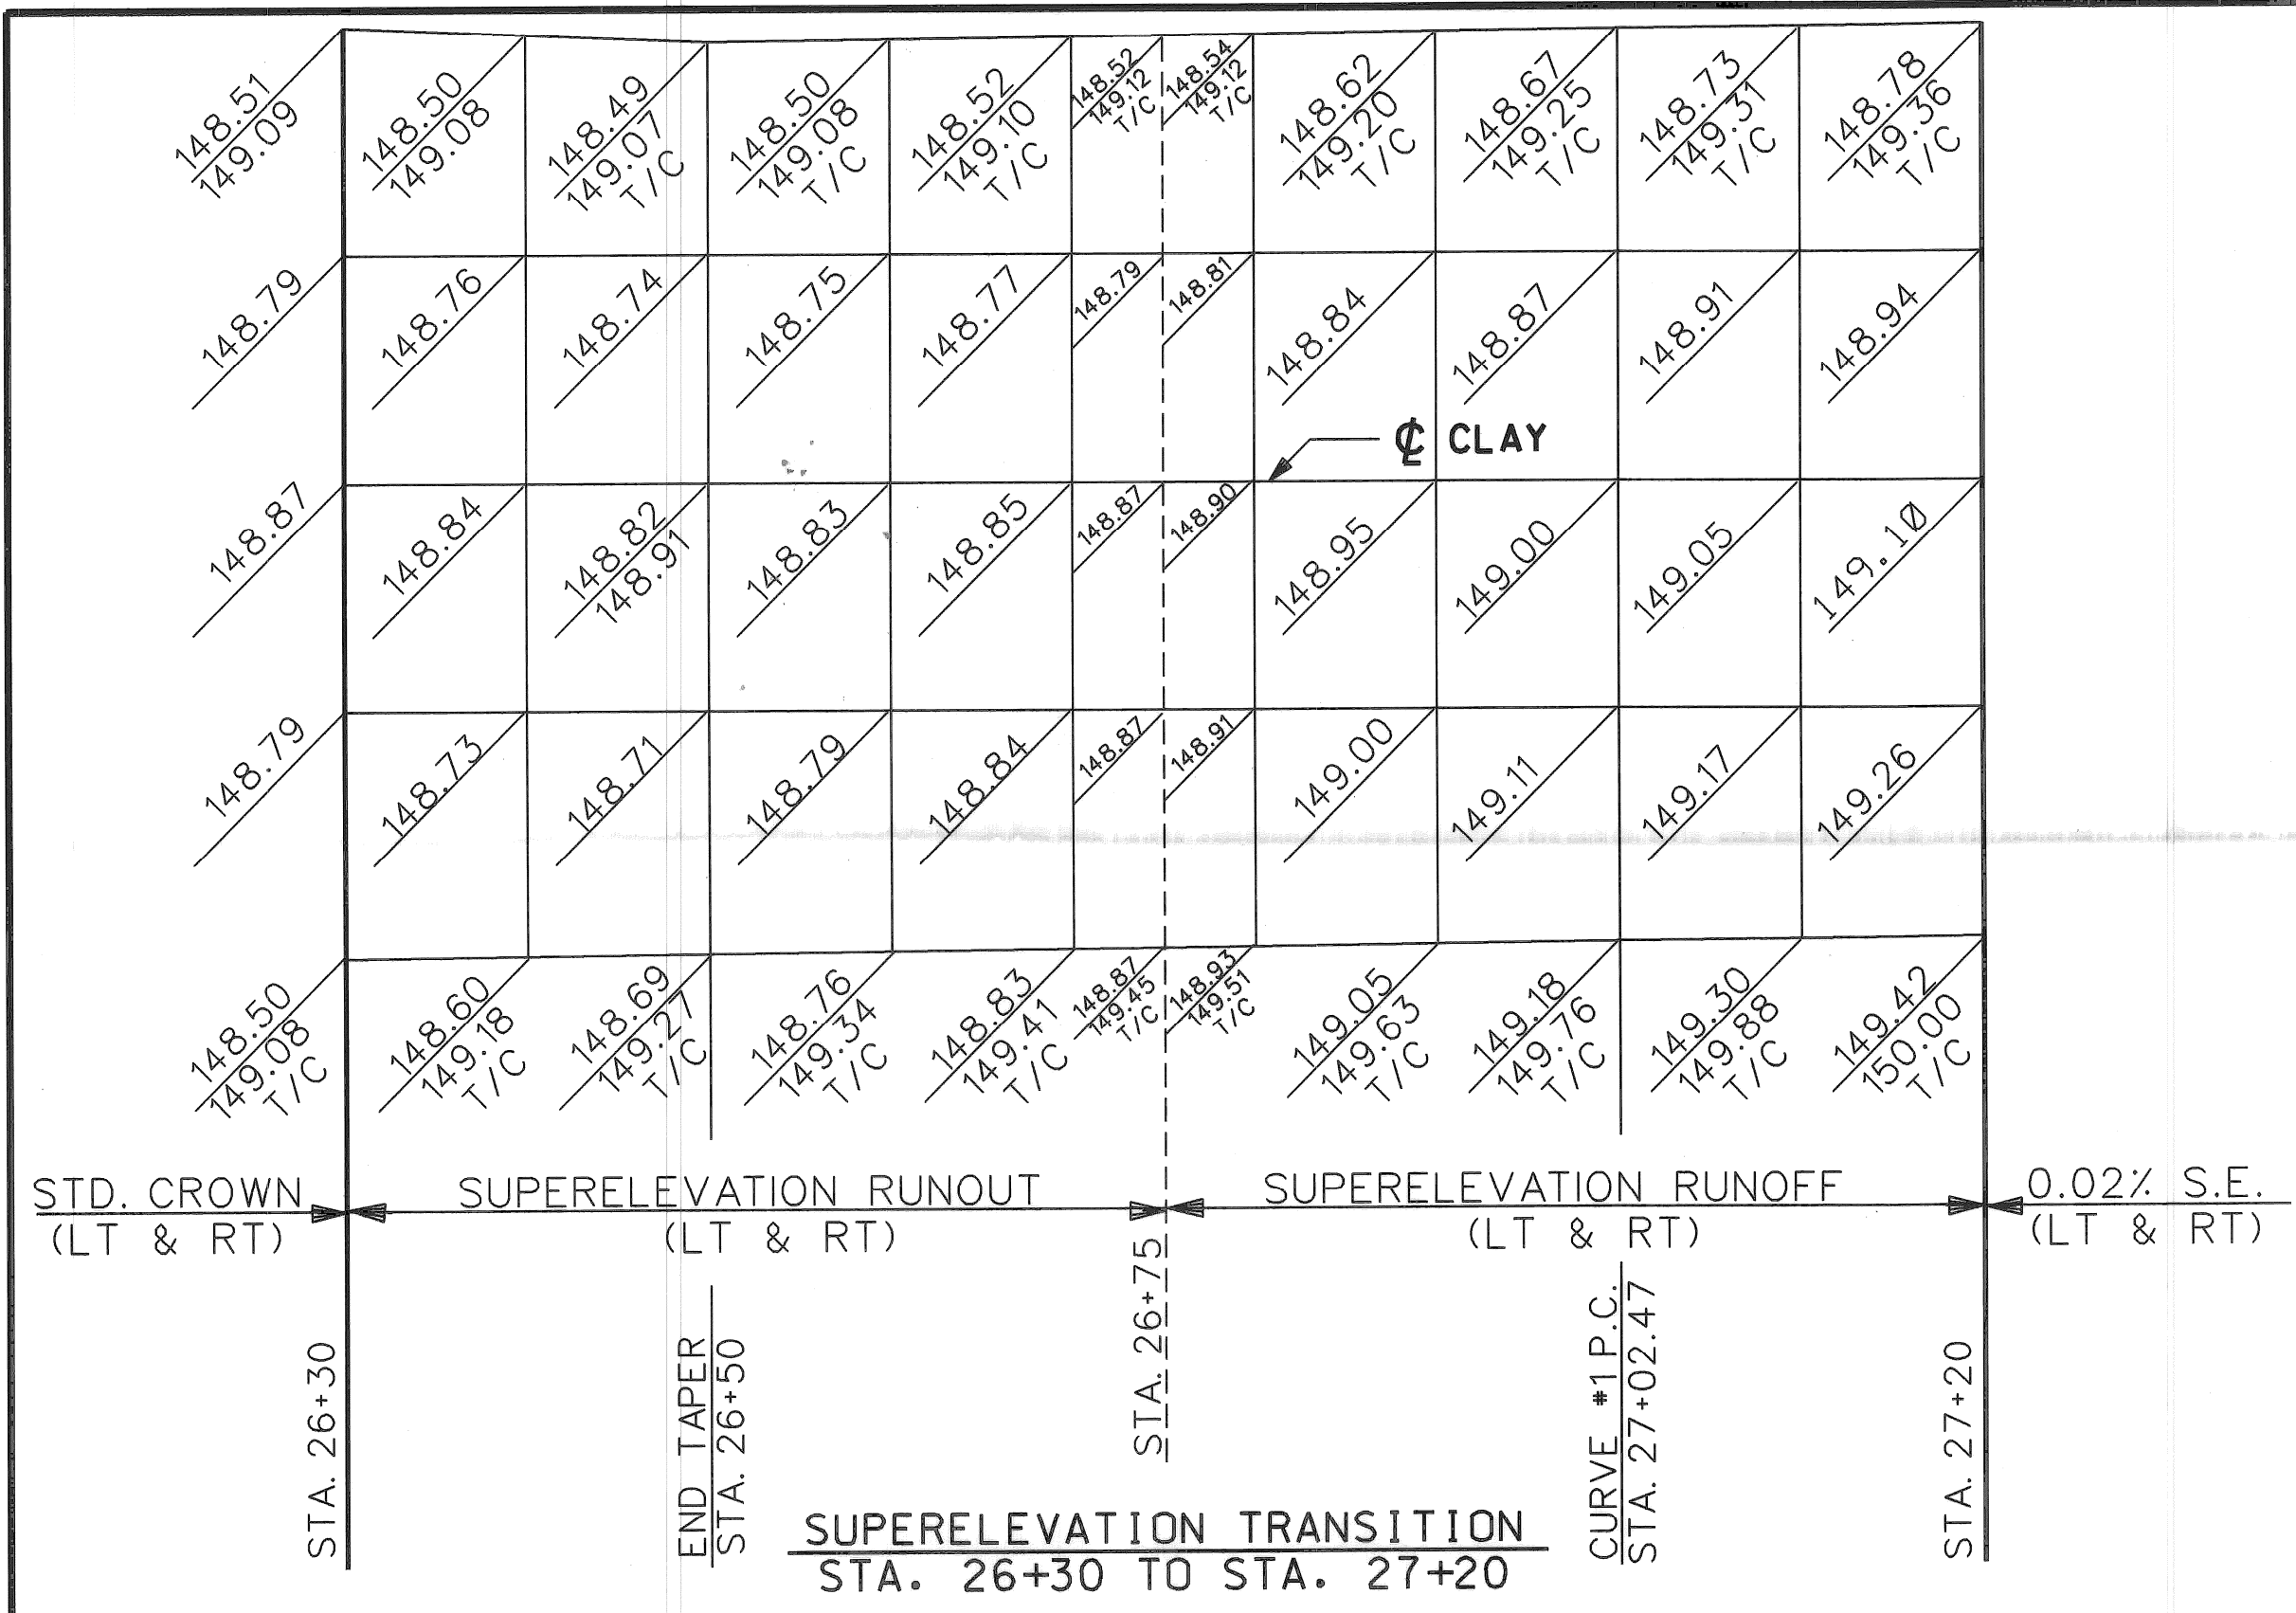 148.51 148.50 148.49 148.50 148.52 148.52 148.54 148.62 148.67 148.73 148.78
149.09 149.08 149.07 149.08 149.10 149.12 149.12 149.20 149.25 149.31 149.36
T/C T/C T/C T/C T/C T/C T/C T/C T/C
148.79 148.76 148.74 148.75 148.77 148.79 148.81 148.84 148.87 148.91 148.94
℄ CLAY
148.87 148.84 148.82 148.83 148.85 148.87 148.90 148.95 149.00 149.05 149.10
148.91
148.79 148.73 148.71 148.79 148.84 148.87 148.91 149.00 149.11 149.17 149.26
148.50 148.60 148.69 148.76 148.83 148.87 148.93 149.05 149.18 149.30 149.42
149.08 149.18 149.27 149.34 149.41 149.45 149.51 149.63 149.76 149.88 150.00
T/C T/C T/C T/C T/C T/C T/C T/C T/C T/C T/C
STD. CROWN SUPERELEVATION RUNOUT SUPERELEVATION RUNOFF 0.02% S.E.
(LT & RT) (LT & RT) (LT & RT) (LT & RT)
STA. 26+30
END TAPER
STA. 26+50
STA. 26+75
CURVE #1 P.C.
STA. 27+02.47
STA. 27+20
SUPERELEVATION TRANSITION
STA. 26+30 TO STA. 27+20